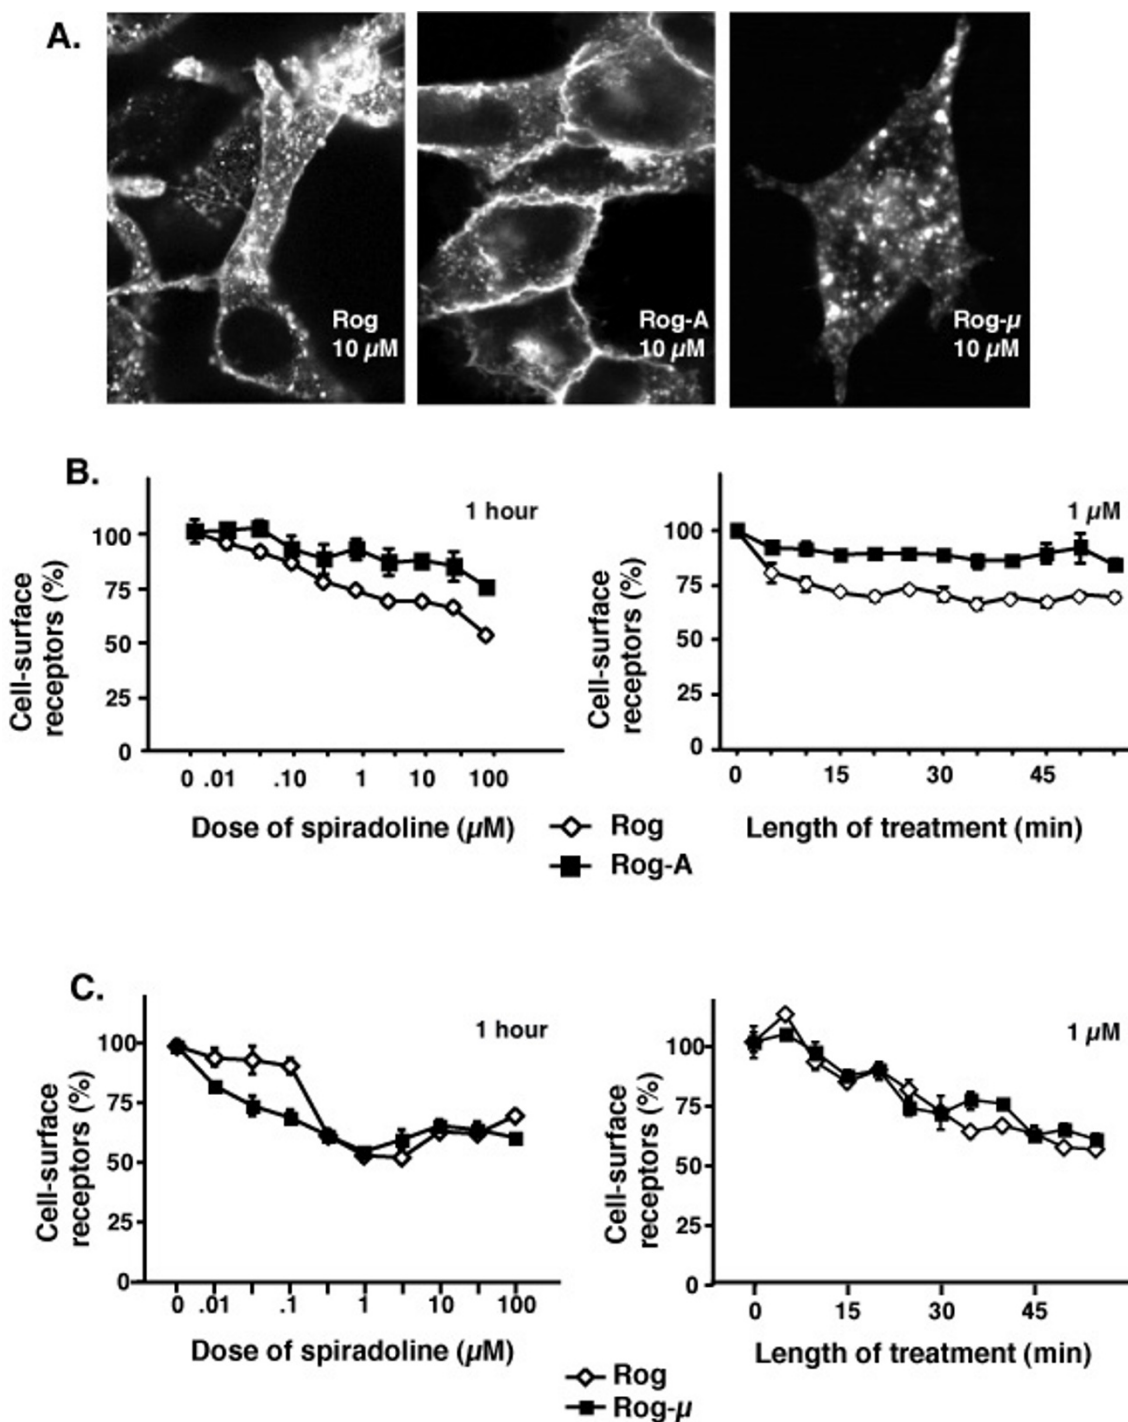 A.
Rog
10 µM
Rog-A
10 µM
Rog-µ
10 µM
B.
1 hour
Cell-surface
receptors (%)
100
75
50
25
0
0 .01 .10 1 10 100
Dose of spiradoline (µM)
1 µM
Cell-surface
receptors (%)
100
75
50
25
0
0 15 30 45
Length of treatment (min)
Rog
Rog-A
C.
1 hour
Cell-surface
receptors (%)
100
75
50
25
0
0 .01 .1 1 10 100
Dose of spiradoline (µM)
1 µM
Cell-surface
receptors (%)
100
75
50
25
0
0 15 30 45
Length of treatment (min)
Rog
Rog-µ